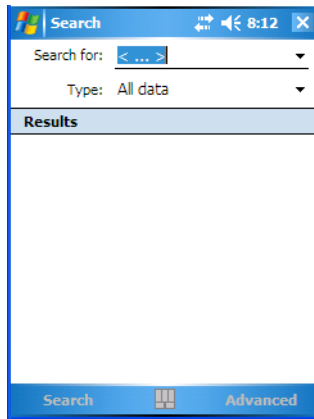 Search 8:12
Search for: < ... >
Type: All data
Results
Search Advanced